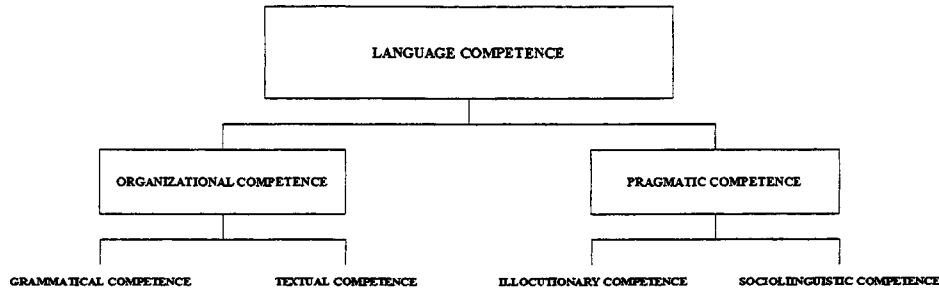 LANGUAGE COMPETENCE
ORGANIZATIONAL COMPETENCE
PRAGMATIC COMPETENCE
GRAMMATICAL COMPETENCE
TEXTUAL COMPETENCE
ILLOCUTIONARY COMPETENCE
SOCIOLINGUISTIC COMPETENCE